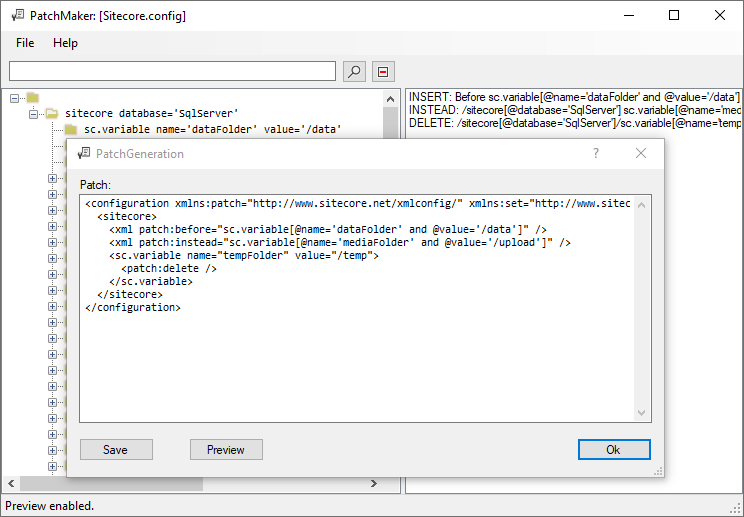 PatchMaker: [Sitecore.config]
File Help
sitecore database='SqlServer'
sc.variable name='dataFolder' value='/data'
INSERT: Before sc.variable[@name='dataFolder' and @value='/data']
INSTEAD: /sitecore[@database='SqlServer'] sc.variable[@name='med
DELETE: /sitecore[@database='SqlServer']/sc.variable[@name='temp
PatchGeneration
Patch:
<configuration xmlns:patch="http://www.sitecore.net/xmlconfig/" xmlns:set="http://www.sitec
<sitecore>
<xml patch:before="sc.variable[@name='dataFolder' and @value='/data']" />
<xml patch:instead="sc.variable[@name='mediaFolder' and @value='/upload']" />
<sc.variable name="tempFolder" value="/temp">
<patch:delete />
</sc.variable>
</sitecore>
</configuration>
Save Preview Ok
Preview enabled.